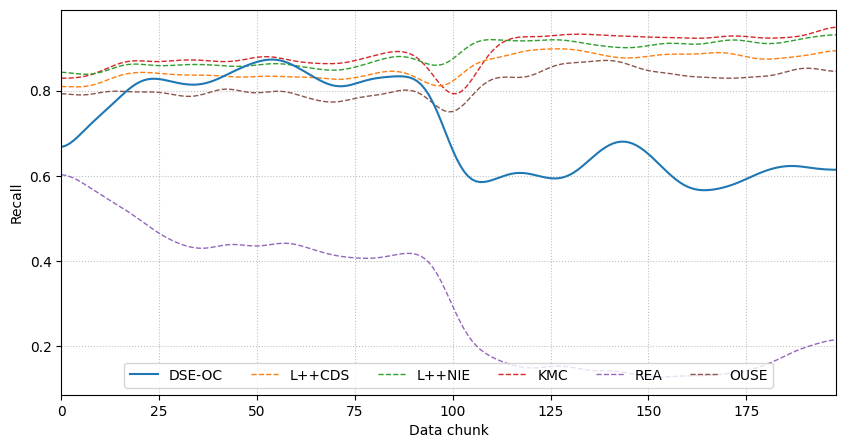 Recall
0.8
0.6
0.4
0.2
DSE-OC L++CDS L++NIE KMC REA OUSE
0 25 50 75 100 125 150 175
Data chunk